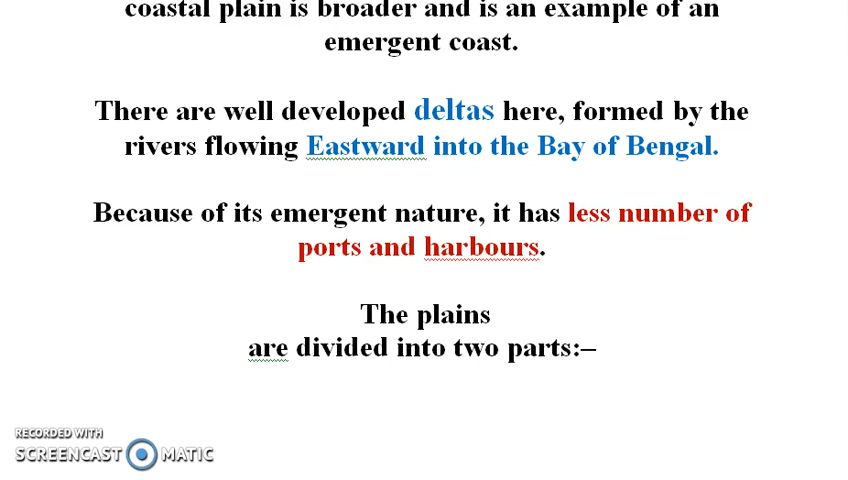 coastal plain is broader and is an example of an
emergent coast.
There are well developed deltas here, formed by the
rivers flowing Eastward into the Bay of Bengal.
Because of its emergent nature, it has less number of
ports and harbours.
The plains
are divided into two parts:–
RECORDED WITH
SCREENCAST MATIC